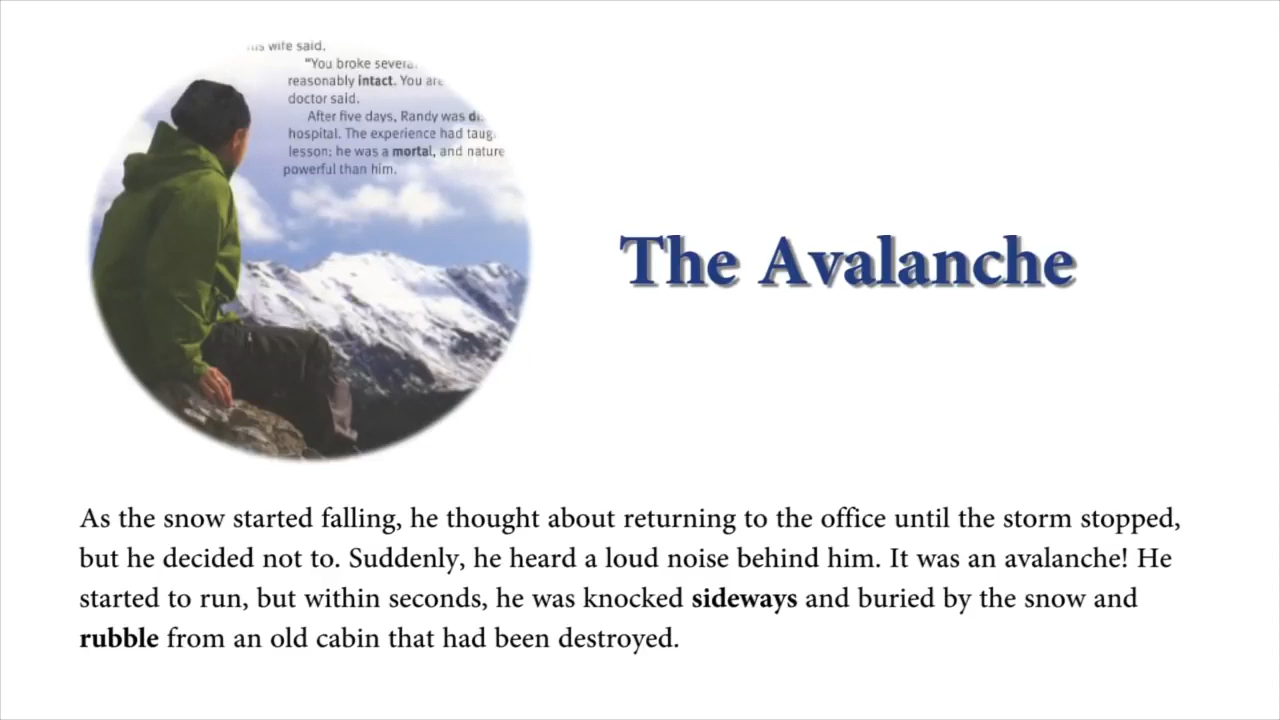 wife said.
"You broke
reasonably intact. You are
doctor said.
After five days, Randy was
hospital. The experience had
lesson; he was a mortal, and nature
powerful than him.
The Avalanche
As the snow started falling, he thought about returning to the office until the storm stopped,
but he decided not to. Suddenly, he heard a loud noise behind him. It was an avalanche! He
started to run, but within seconds, he was knocked sideways and buried by the snow and
rubble from an old cabin that had been destroyed.